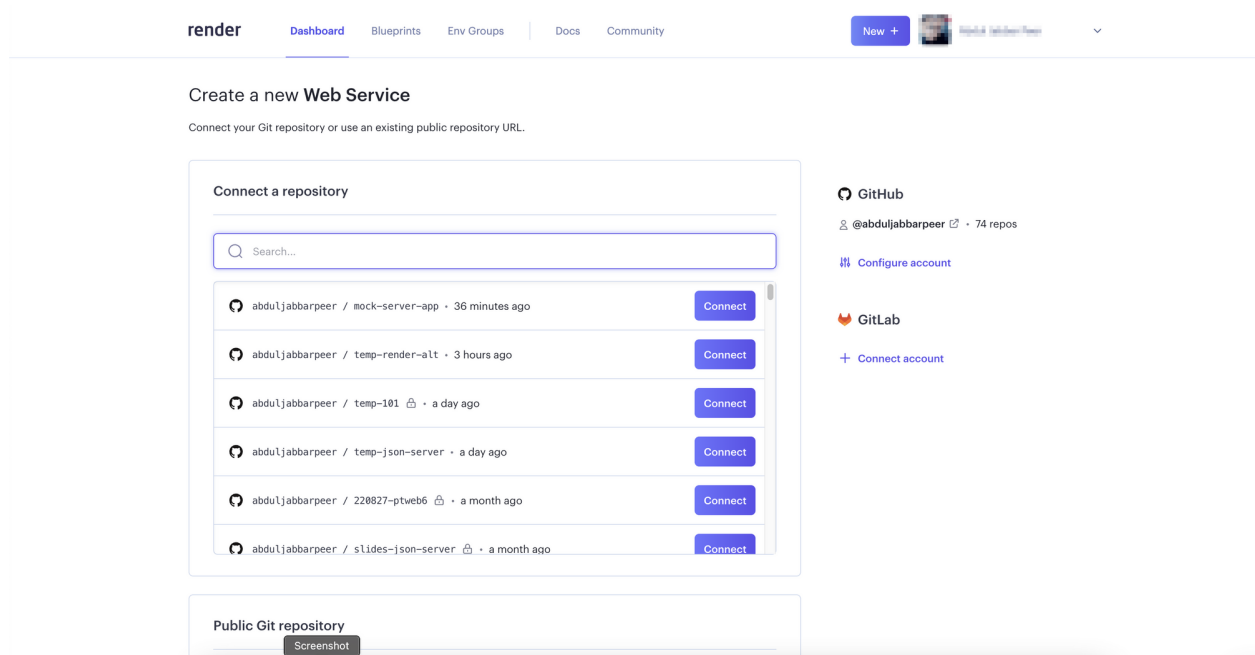 render Dashboard Blueprints Env Groups Docs Community New +
Create a new Web Service
Connect your Git repository or use an existing public repository URL.
Connect a repository
Search...
abduljabbarpeer / mock-server-app • 36 minutes ago Connect
abduljabbarpeer / temp-render-alt • 3 hours ago Connect
abduljabbarpeer / temp-101 • a day ago Connect
abduljabbarpeer / temp-json-server • a day ago Connect
abduljabbarpeer / 220827-ptweb6 • a month ago Connect
abduljabbarpeer / slides-json-server • a month ago Connect
GitHub
@abduljabbarpeer • 74 repos
Configure account
GitLab
Connect account
Public Git repository
Screenshot